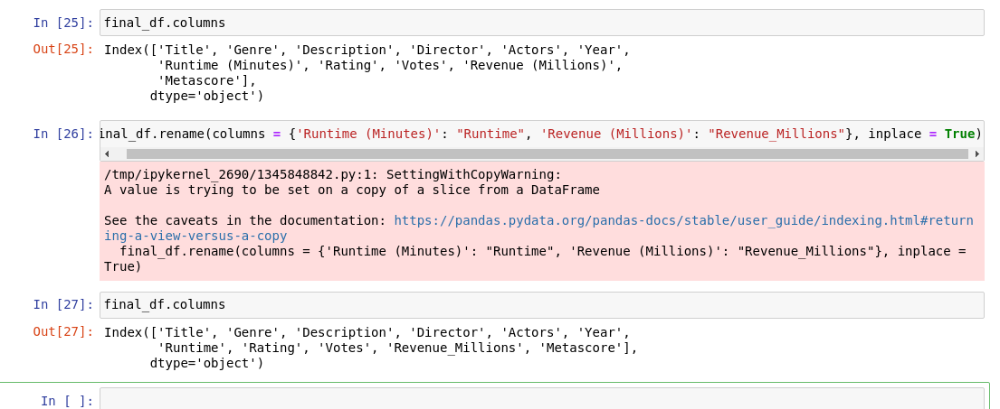 In [25]: final_df.columns
Out[25]: Index(['Title', 'Genre', 'Description', 'Director', 'Actors', 'Year',
'Runtime (Minutes)', 'Rating', 'Votes', 'Revenue (Millions)',
'Metascore'],
dtype='object')
In [26]: inal_df.rename(columns = {'Runtime (Minutes)': "Runtime", 'Revenue (Millions)': "Revenue_Millions"}, inplace = True)
/tmp/ipykernel_2690/1345848842.py:1: SettingWithCopyWarning:
A value is trying to be set on a copy of a slice from a DataFrame
See the caveats in the documentation: https://pandas.pydata.org/pandas-docs/stable/user_guide/indexing.html#return
ing-a-view-versus-a-copy
final_df.rename(columns = {'Runtime (Minutes)': "Runtime", 'Revenue (Millions)': "Revenue_Millions"}, inplace =
True)
In [27]: final_df.columns
Out[27]: Index(['Title', 'Genre', 'Description', 'Director', 'Actors', 'Year',
'Runtime', 'Rating', 'Votes', 'Revenue_Millions', 'Metascore'],
dtype='object')
In [ ]: